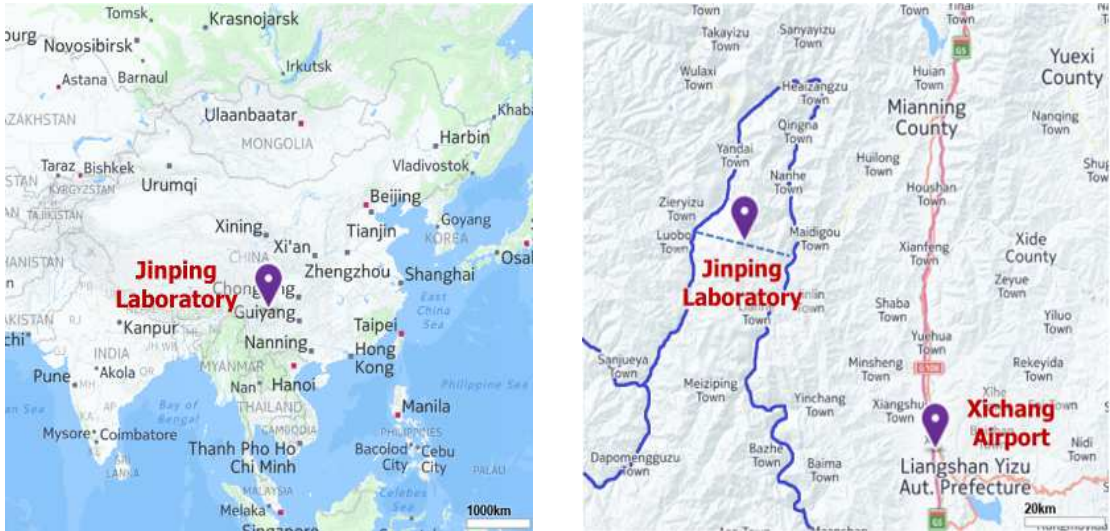 Tomsk
Krasnojarsk
Novosibirsk
Barnaul
Astana
Irkutsk
Ulaanbaatar
MONGOLIA
Harbin
Vladivostok
Taraz
Bishkek
KYRGYZSTAN
TAJIKISTAN
Urumqi
Beijing
Tianjin
Goyang
KOREA
Xining
CHINA
Xi'an
Zhengzhou
Shanghai
East
China
Sea
Jinping
Laboratory
Guiyang
Kanpur
INDIA
Nanning
Taipei
Hong
Kong
MYANMAR
Hanoi
Pune
Akola
Nan
THAILAND
Bay of
Bengal
Manila
Philippine Sea
Mysore
Coimbatore
CAMBODIA
PHILIPPINES
Bacolod
City
Cebu
City
PALAU
Thanh Pho Ho
Chi Minh
SRI
LANKA
MALAYSIA
Melaka
Celebes
Sea
1000km
Takayizu
Town
Sanyayizu
Town
Wulaxi
Town
Heaizangzu
Town
Huian
Town
Yuexi
County
Mianning
County
Qingna
Town
Nanqing
Town
Yandai
Town
Huilong
Town
Nanhe
Town
Houshan
Town
Zieryizu
Town
Luobo
Town
Maidigou
Town
Xianfeng
Town
Xide
County
Jinping
Laboratory
Zeyue
Town
Shaba
Town
Yiluo
Town
Yuehua
Town
Sanjueya
Town
Minsheng
Town
Rekeyida
Town
Meiziping
Town
Yinchang
Town
Xichang
Airport
Dapomengguzu
Town
Bazhe
Town
Baima
Town
Nidi
Town
Liangshan Yizu
Aut. Prefecture
G5
G5
20km